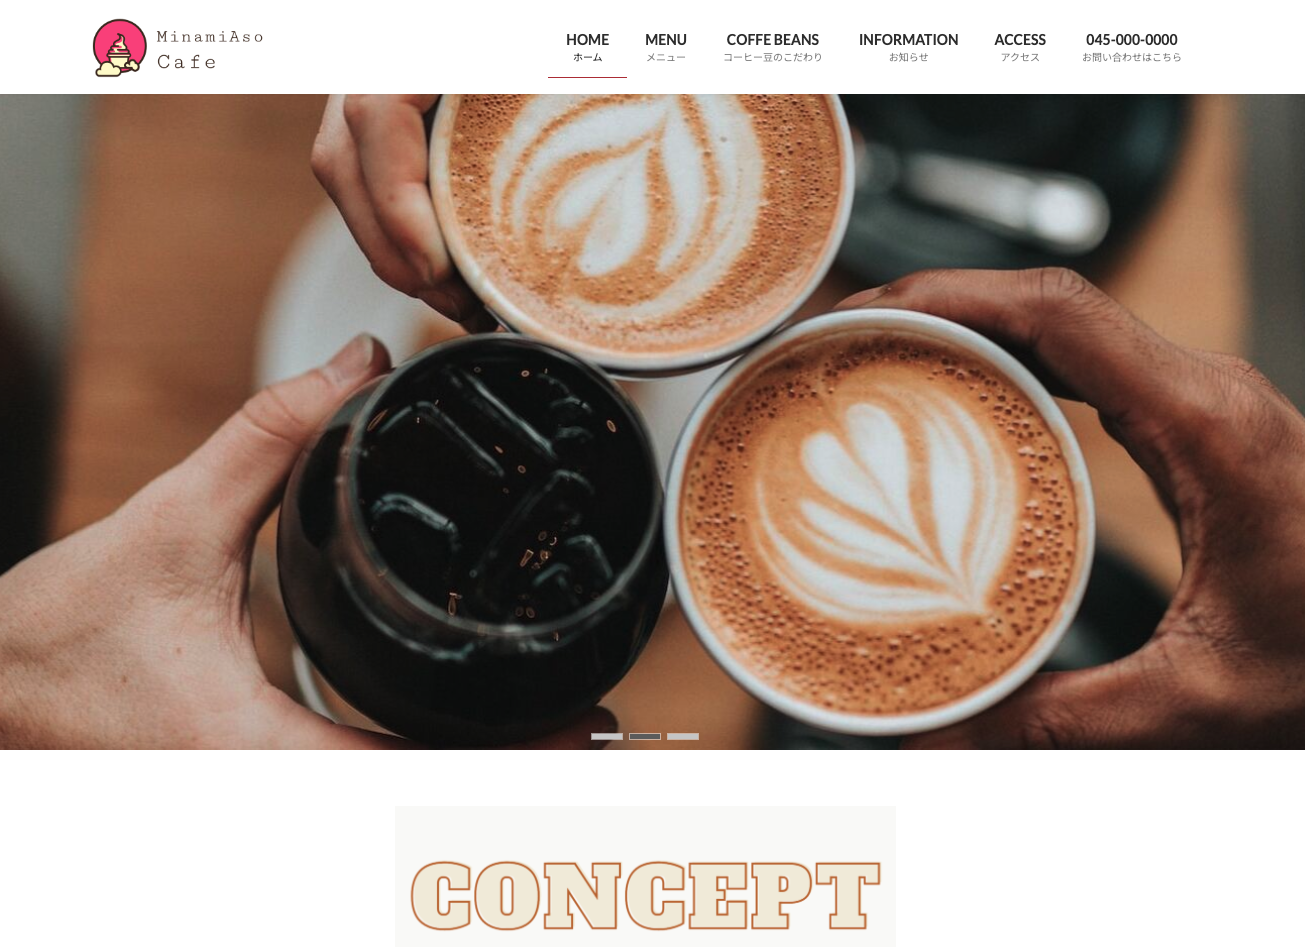 MinamiAso
Cafe
HOME
ホーム
MENU
メニュー
COFFE BEANS
コーヒー豆のこだわり
INFORMATION
お知らせ
ACCESS
アクセス
045-000-0000
お問い合わせはこちら
CONCEPT